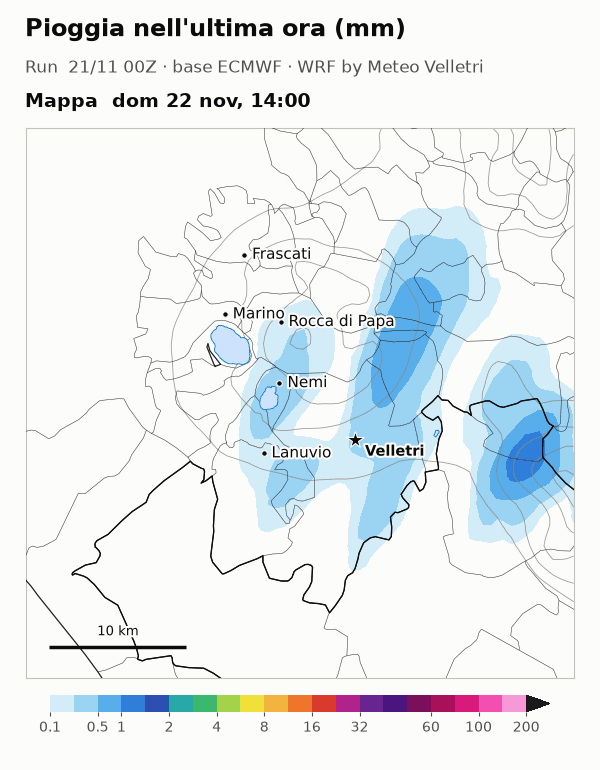 Pioggia nell'ultima ora (mm)
Run  21/11 00Z · base ECMWF · WRF by Meteo Velletri
Mappa  dom 22 nov, 14:00
Frascati
Marino
Rocca di Papa
Nemi
Velletri
Lanuvio
10 km
0.1 0.5 1 2 4 8 16 32 60 100 200